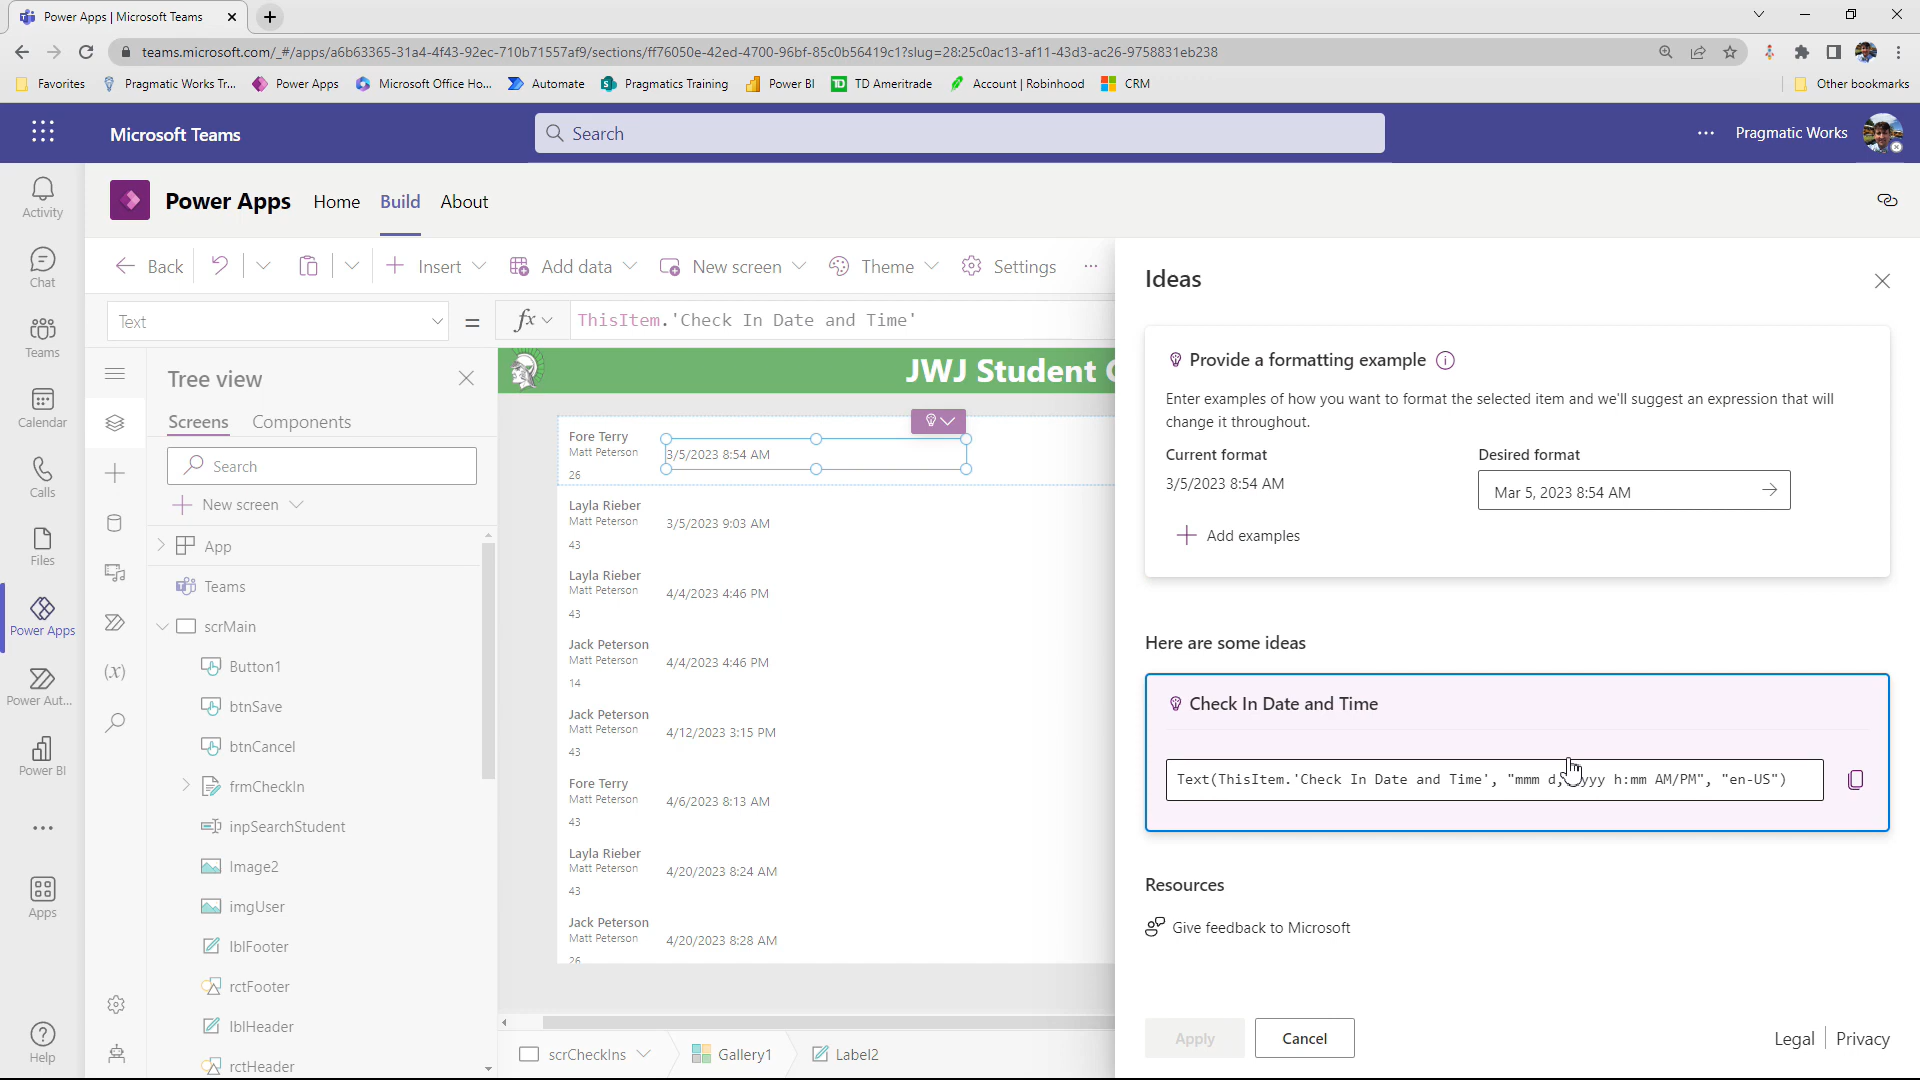 Power Apps | Microsoft Teams
teams.microsoft.com/_#/apps/a6b63365-31a4-4f43-92ec-710b71557af9/sections/ff76050e-42ed-4700-96bf-85c0b56419c1?slug=28:25c0ac13-af11-43d3-ac26-9758831eb238
Favorites
Pragmatic Works Tr...
Power Apps
Microsoft Office Ho...
Automate
Pragmatics Training
Power BI
TD Ameritrade
Account | Robinhood
CRM
Other bookmarks
Microsoft Teams
Search
Pragmatic Works
Activity
Chat
Teams
Calendar
Calls
Files
Power Apps
Power Aut...
Power BI
Apps
Help
Power Apps
Home
Build
About
Back
Insert
Add data
New screen
Theme
Settings
Text
=
fx
ThisItem.'Check In Date and Time'
Tree view
Screens
Components
Search
New screen
App
Teams
scrMain
Button1
btnSave
btnCancel
frmCheckIn
inpSearchStudent
Image2
imgUser
lblFooter
rctFooter
lblHeader
rctHeader
JWJ Student
Fore Terry
Matt Peterson
3/5/2023 8:54 AM
26
Layla Rieber
Matt Peterson
3/5/2023 9:03 AM
43
Layla Rieber
Matt Peterson
4/4/2023 4:46 PM
43
Jack Peterson
Matt Peterson
4/4/2023 4:46 PM
14
Jack Peterson
Matt Peterson
4/12/2023 3:15 PM
43
Fore Terry
Matt Peterson
4/6/2023 8:13 AM
43
Layla Rieber
Matt Peterson
4/20/2023 8:24 AM
43
Jack Peterson
Matt Peterson
4/20/2023 8:28 AM
26
scrCheckIns
Gallery1
Label2
Ideas
Provide a formatting example
Enter examples of how you want to format the selected item and we'll suggest an expression that will
change it throughout.
Current format
Desired format
3/5/2023 8:54 AM
Mar 5, 2023 8:54 AM
Add examples
Here are some ideas
Check In Date and Time
Text(ThisItem.'Check In Date and Time', "mmm d, yyy h:mm AM/PM", "en-US")
Resources
Give feedback to Microsoft
Apply
Cancel
Legal
Privacy